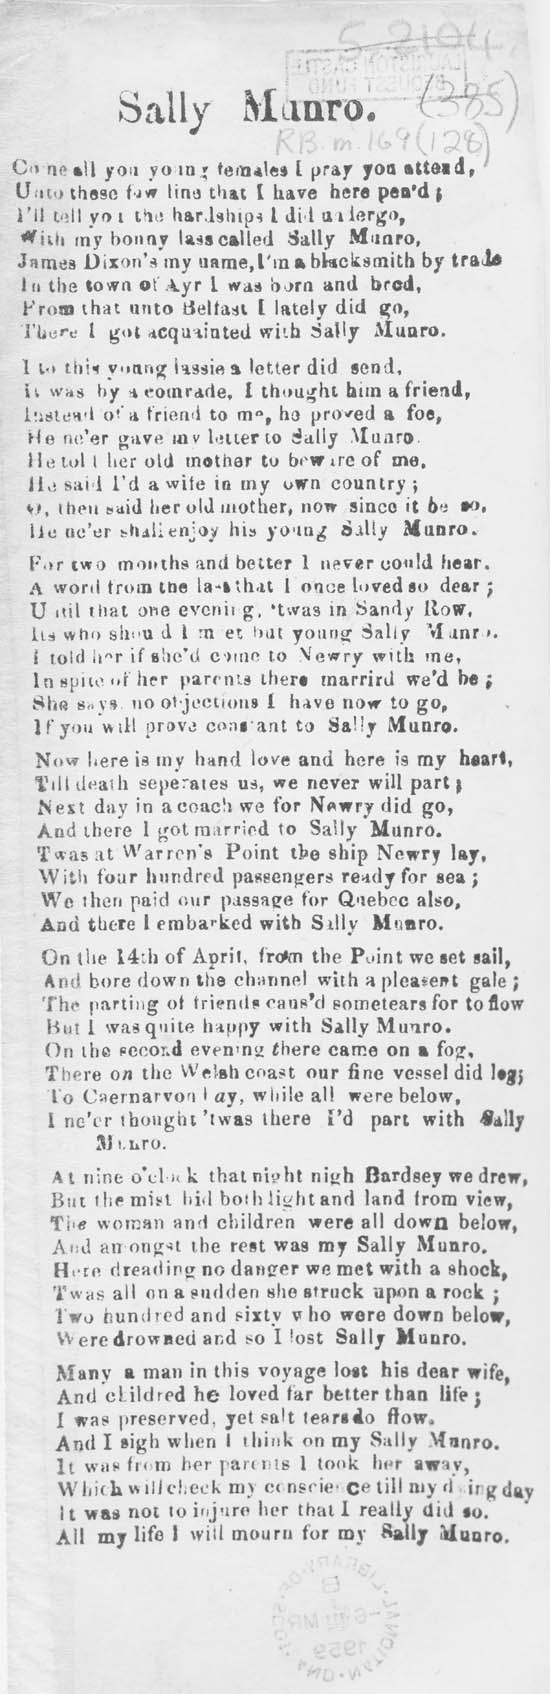 S 2104.
LAURISTON CASTLE
BEQUEST FUND
Sally Munro.
(385)
RB.m.169(128)
Come all you young females I pray you attend,
Unto these few line that I have here pen'd;
I'll tell you the hardships I did undergo,
With my bonny lass called Sally Munro,
James Dixon's my name, I'm a blacksmith by trade
In the town of Ayr I was born and bred,
From that unto Belfast I lately did go,
There I got acquainted with Sally Munro.
I to this young lassie a letter did send,
it was by a comrade, I thought him a friend,
Instead of a friend to me, he proved a foe,
He ne'er gave my letter to Sally Munro.
He told her old mother to beware of me,
He said I'd a wife in my own country;
O, then said her old mother, now since it be so,
He ne'er shall enjoy his young Sally Munro.
For two months and better I never could hear.
A word from the lass that I once loved so dear;
Until that one evening, 'twas in Sandy Row,
Its who should I met but young Sally Munro.
I told her if she'd come to Newry with me,
In spite of her parents there marrird we'd be;
She says, no objections I have now to go,
If you will prove constant to Sally Munro.
Now here is my hand love and here is my heart,
Till death seperates us, we never will part;
Next day in a coach we for Newry did go,
And there I got married to Sally Munro.
Twas at Warren's Point the ship Newry lay,
With four hundred passengers ready for sea;
We then paid our passage for Quebec also,
And there I embarked with Sally Munro.
On the 14th of April, from the Point we set sail,
And bore down the channel with a pleasent gale;
The parting of friends caus'd sometears for to flow
But I was quite happy with Sally Munro.
On the second evening there came on a fog,
There on the Welsh coast our fine vessel did log;
To Caernarvon bay, while all were below,
I ne'er thought 'twas there I'd part with Sally
Munro.
At nine o'clock that night nigh Bardsey we drew,
But the mist hid both light and land from view,
The woman and children were all down below,
And amongst the rest was my Sally Munro.
Here dreading no danger we met with a shock,
Twas all on a sudden she struck upon a rock;
Two hundred and sixty who were down below,
Were drowned and so I lost Sally Munro.
Many a man in this voyage lost his dear wife,
And cLildred he loved far better than life;
I was preserved, yet salt tears do flow.
And I sigh when I think on my Sally Munro.
It was from her parents I took her away,
Which will check my conscience till my dying day
It was not to injure her that I really did so.
All my life I will mourn for my Sally Munro.
NATIONAL LIBRARY OF SCOTLAND
B
1959